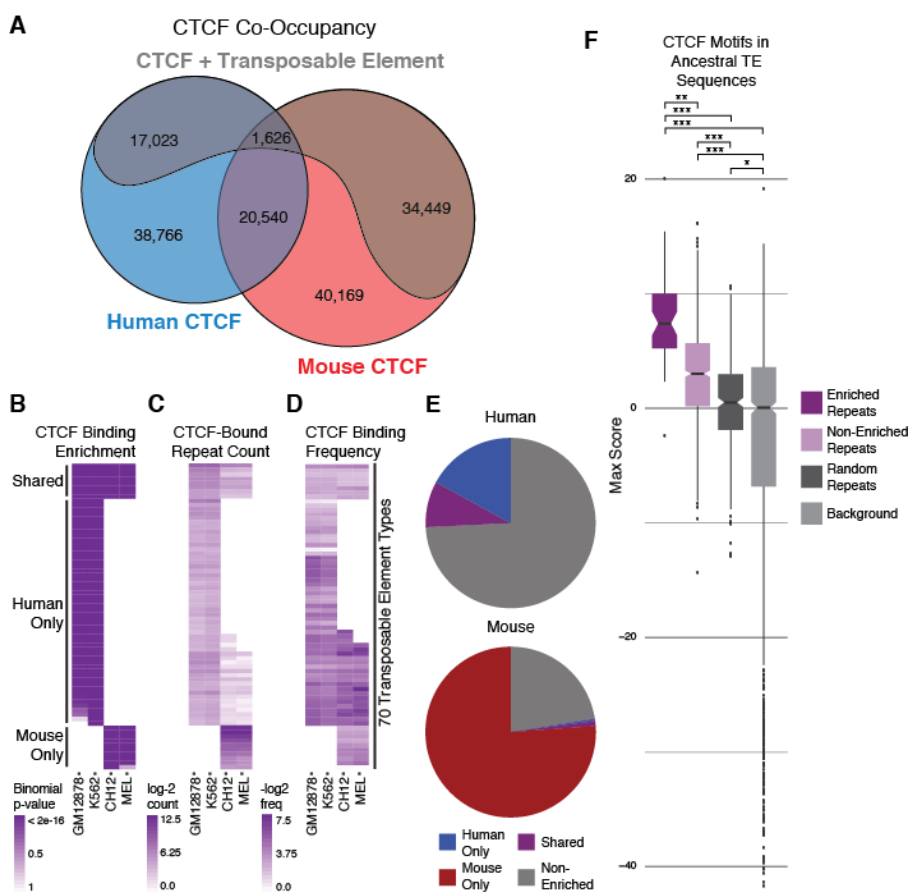 A
CTCF Co-Occupancy
CTCF + Transposable Element
17,023
1,626
34,449
20,540
38,766
40,169
Human CTCF
Mouse CTCF
B
CTCF Binding
Enrichment
C
CTCF-Bound
Repeat Count
D
CTCF Binding
Frequency
Shared
Human
Only
Mouse
Only
70 Transposable Element Types
GM12878*
K562*
CH12*
MEL*
GM12878*
K562*
CH12*
MEL*
GM12878*
K562*
CH12*
MEL*
Binomial
p-value
< 2e-16
0.5
1
log-2
count
12.5
6.25
0.0
-log2
freq
7.5
3.75
0.0
E
Human
Mouse
Human
Only
Shared
Mouse
Only
Non-
Enriched
F
CTCF Motifs in
Ancestral TE
Sequences
**
***
***
***
***
*
20
0
-20
-40
Max Score
Enriched
Repeats
Non-Enriched
Repeats
Random
Repeats
Background